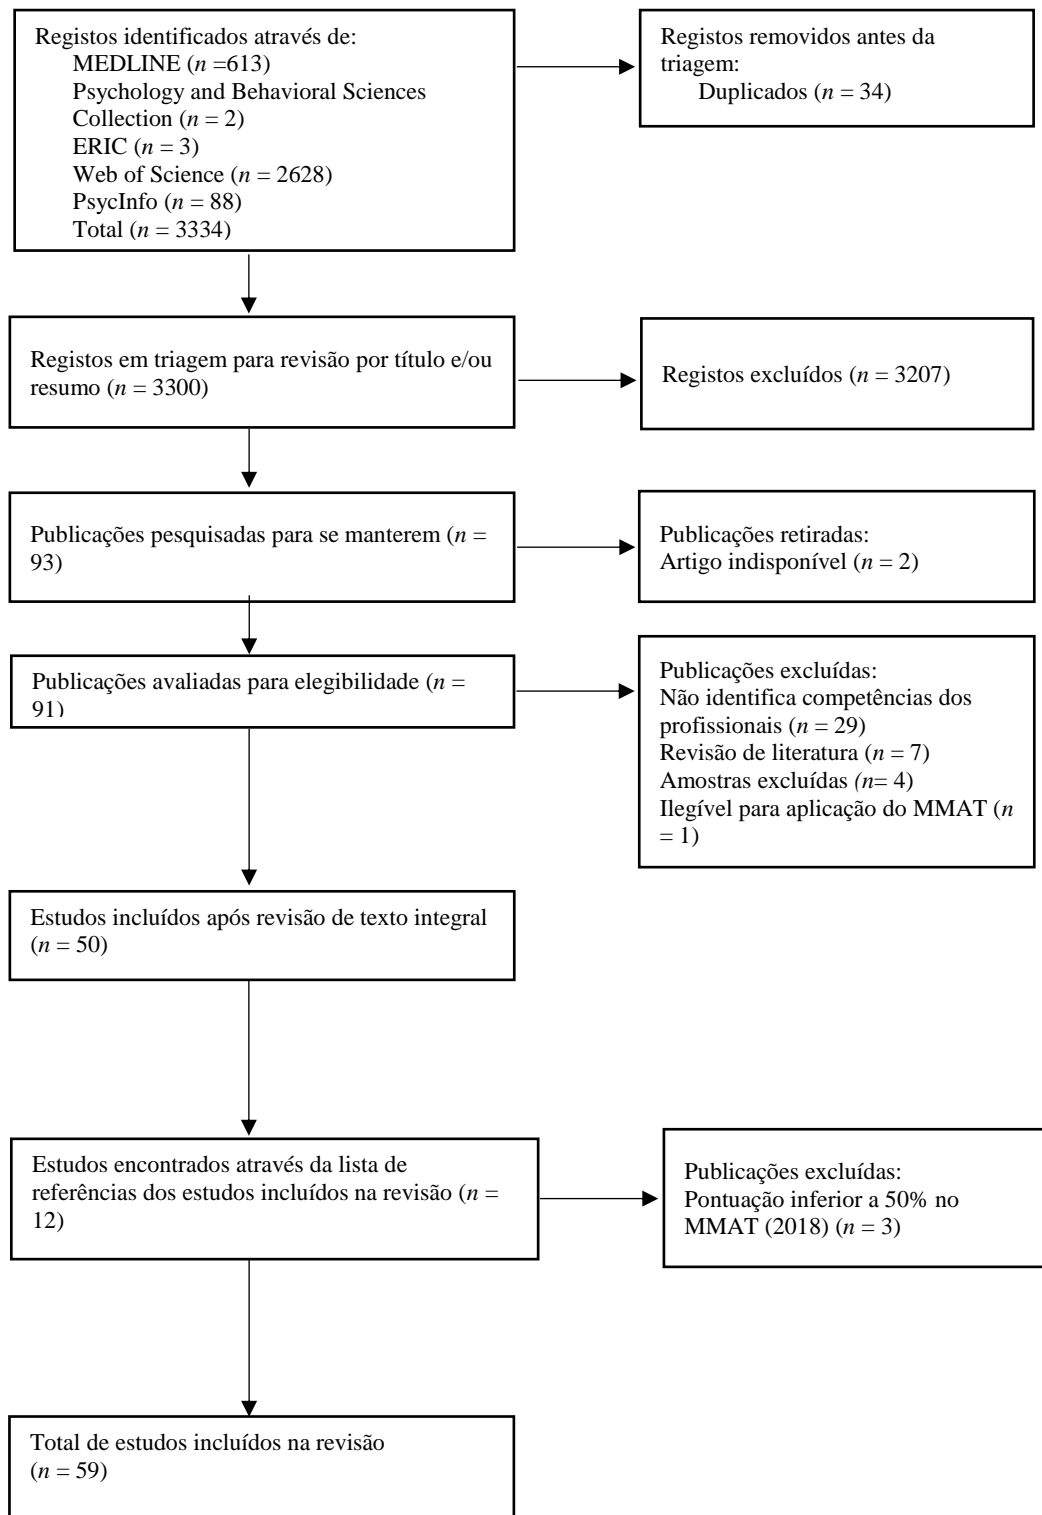 Registos identificados através de:
MEDLINE (n =613)
Psychology and Behavioral Sciences
Collection (n = 2)
ERIC (n = 3)
Web of Science (n = 2628)
PsycInfo (n = 88)
Total (n = 3334)
Registos removidos antes da
triagem:
Duplicados (n = 34)
Registos em triagem para revisão por título e/ou
resumo (n = 3300)
Registos excluídos (n = 3207)
Publicações pesquisadas para se manterem (n =
93)
Publicações retiradas:
Artigo indisponível (n = 2)
Publicações avaliadas para elegibilidade (n =
91)
Publicações excluídas:
Não identifica competências dos
profissionais (n = 29)
Revisão de literatura (n = 7)
Amostras excluídas (n= 4)
Ilegível para aplicação do MMAT (n
= 1)
Estudos incluídos após revisão de texto integral
(n = 50)
Estudos encontrados através da lista de
referências dos estudos incluídos na revisão (n =
12)
Publicações excluídas:
Pontuação inferior a 50% no
MMAT (2018) (n = 3)
Total de estudos incluídos na revisão
(n = 59)